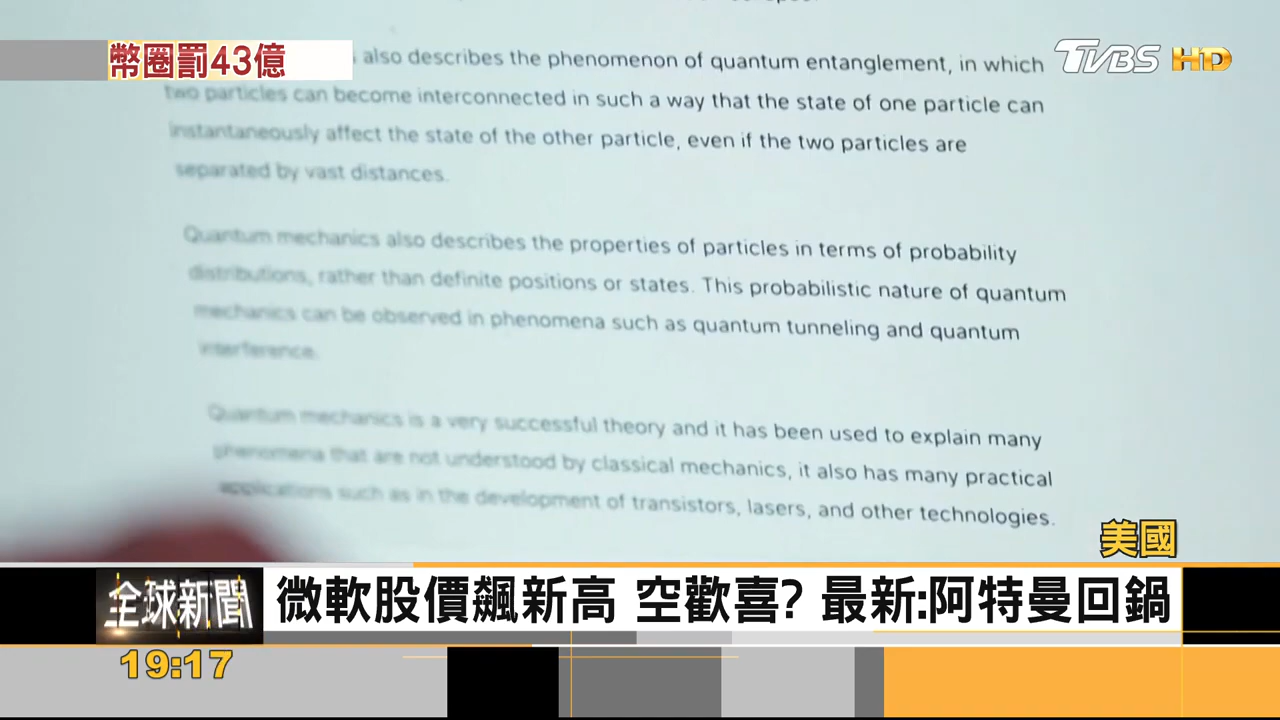 幣圈罰43億
TVBS HD
also describes the phenomenon of quantum entanglement, in which
two particles can become interconnected in such a way that the state of one particle can
instantaneously affect the state of the other particle, even if the two particles are
separated by vast distances.
Quantum mechanics also describes the properties of particles in terms of probability
distributions, rather than definite positions or states. This probabilistic nature of quantum
mechanics can be observed in phenomena such as quantum tunneling and quantum
interference.
Quantum mechanics is a very successful theory and it has been used to explain many
phenomena that are not understood by classical mechanics, it also has many practical
applications such as in the development of transistors, lasers, and other technologies.
美國
全球新聞
微軟股價飆新高 空歡喜? 最新:阿特曼回鍋
19:17